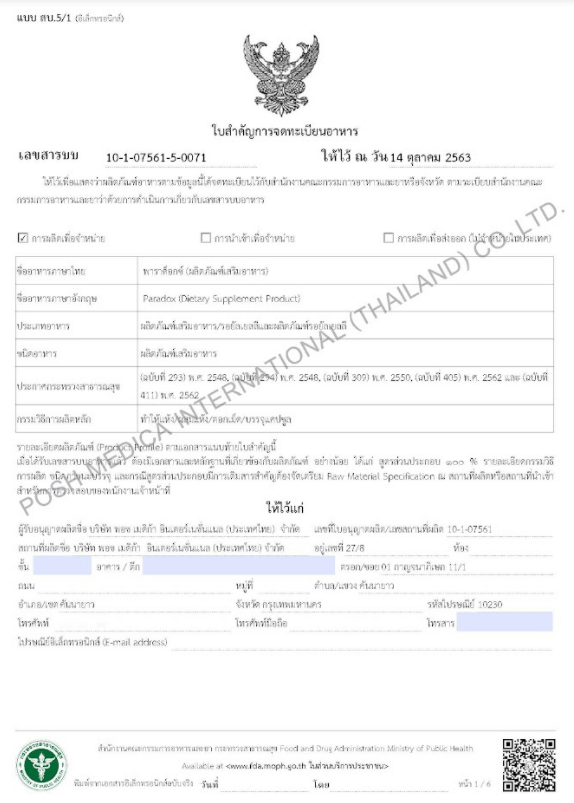 แบบ สบ.5/1 (อิเล็กทรอนิกส์)
ใบสำคัญการจดทะเบียนอาหาร
เลขสารบบ 10-1-07561-5-0071 ให้ไว้ ณ วัน 14 ตุลาคม 2563
ให้ไว้เพื่อแสดงว่าผลิตภัณฑ์อาหารตามข้อมูลนี้ได้จดทะเบียนไว้กับสำนักงานคณะกรรมการอาหารและยาหรือจังหวัด ตามระเบียบสำนักงานคณะ
กรรมการอาหารและยาว่าด้วยการดำเนินการเกี่ยวกับเลขสารบบอาหาร
การผลิตเพื่อจำหน่าย การนำเข้าเพื่อจำหน่าย การผลิตเพื่อส่งออก (ไม่จำหน่ายในประเทศ)
ชื่ออาหารภาษาไทย พาราด็อกซ์ (ผลิตภัณฑ์เสริมอาหาร)
ชื่ออาหารภาษาอังกฤษ Paradox (Dietary Supplement Product)
ประเภทอาหาร ผลิตภัณฑ์เสริมอาหาร/รอยัลเยลลีและผลิตภัณฑ์รอยัลเยลลี
ชนิดอาหาร ผลิตภัณฑ์เสริมอาหาร
ประกาศกระทรวงสาธารณสุข (ฉบับที่ 293) พ.ศ. 2548, (ฉบับที่ 294) พ.ศ. 2548, (ฉบับที่ 309) พ.ศ. 2550, (ฉบับที่ 405) พ.ศ. 2562 และ (ฉบับที่
411) พ.ศ. 2562
กรรมวิธีการผลิตหลัก ทำให้แห้ง/ผสมแห้ง/ตอกเม็ด/บรรจุแคปซูล
รายละเอียดผลิตภัณฑ์ (Product Profile) ตามเอกสารแนบท้ายใบสำคัญนี้
เมื่อได้รับเลขสารบบอาหารแล้ว ต้องมีเอกสารและหลักฐานที่เกี่ยวข้องกับผลิตภัณฑ์ อย่างน้อย ได้แก่ สูตรส่วนประกอบ ๑๐๐ % รายละเอียดกรรมวิธี
การผลิต ชนิดภาชนะบรรจุ และกรณีสูตรส่วนประกอบมีการเติมสารสำคัญต้องจัดเตรียม Raw Material Specification ณ สถานที่ผลิตหรือสถานที่นำเข้า
สำหรับการตรวจสอบของพนักงานเจ้าหน้าที่
ให้ไว้แก่
ผู้รับอนุญาตผลิตชื่อ บริษัท พอช เมดิก้า อินเตอร์เนชั่นแนล (ประเทศไทย) จำกัด เลขที่ใบอนุญาตผลิต/เลขสถานที่ผลิต 10-1-07561
สถานที่ผลิตชื่อ บริษัท พอช เมดิก้า อินเตอร์เนชั่นแนล (ประเทศไทย) จำกัด อยู่เลขที่ 27/8 ห้อง
ชั้น อาคาร / ตึก ตรอก/ซอย 01 กาญจนาภิเษก 11/1
ถนน หมู่ที่ ตำบล/แขวง คันนายาว
อำเภอ/เขต คันนายาว จังหวัด กรุงเทพมหานคร รหัสไปรษณีย์ 10230
โทรศัพท์ โทรศัพท์มือถือ โทรสาร
ไปรษณีย์อิเล็กทรอนิกส์ (E-mail address)
POSH MEDICA INTERNATIONAL (THAILAND) CO.,LTD.
สำนักงานคณะกรรมการอาหารและยา กระทรวงสาธารณสุข Food and Drug Administration Ministry of Public Health
Available at <www.fda.moph.go.th ในส่วนบริการประชาชน>
พิมพ์จากเอกสารอิเล็กทรอนิกส์ฉบับจริง วันที่ โดย หน้า 1 / 6